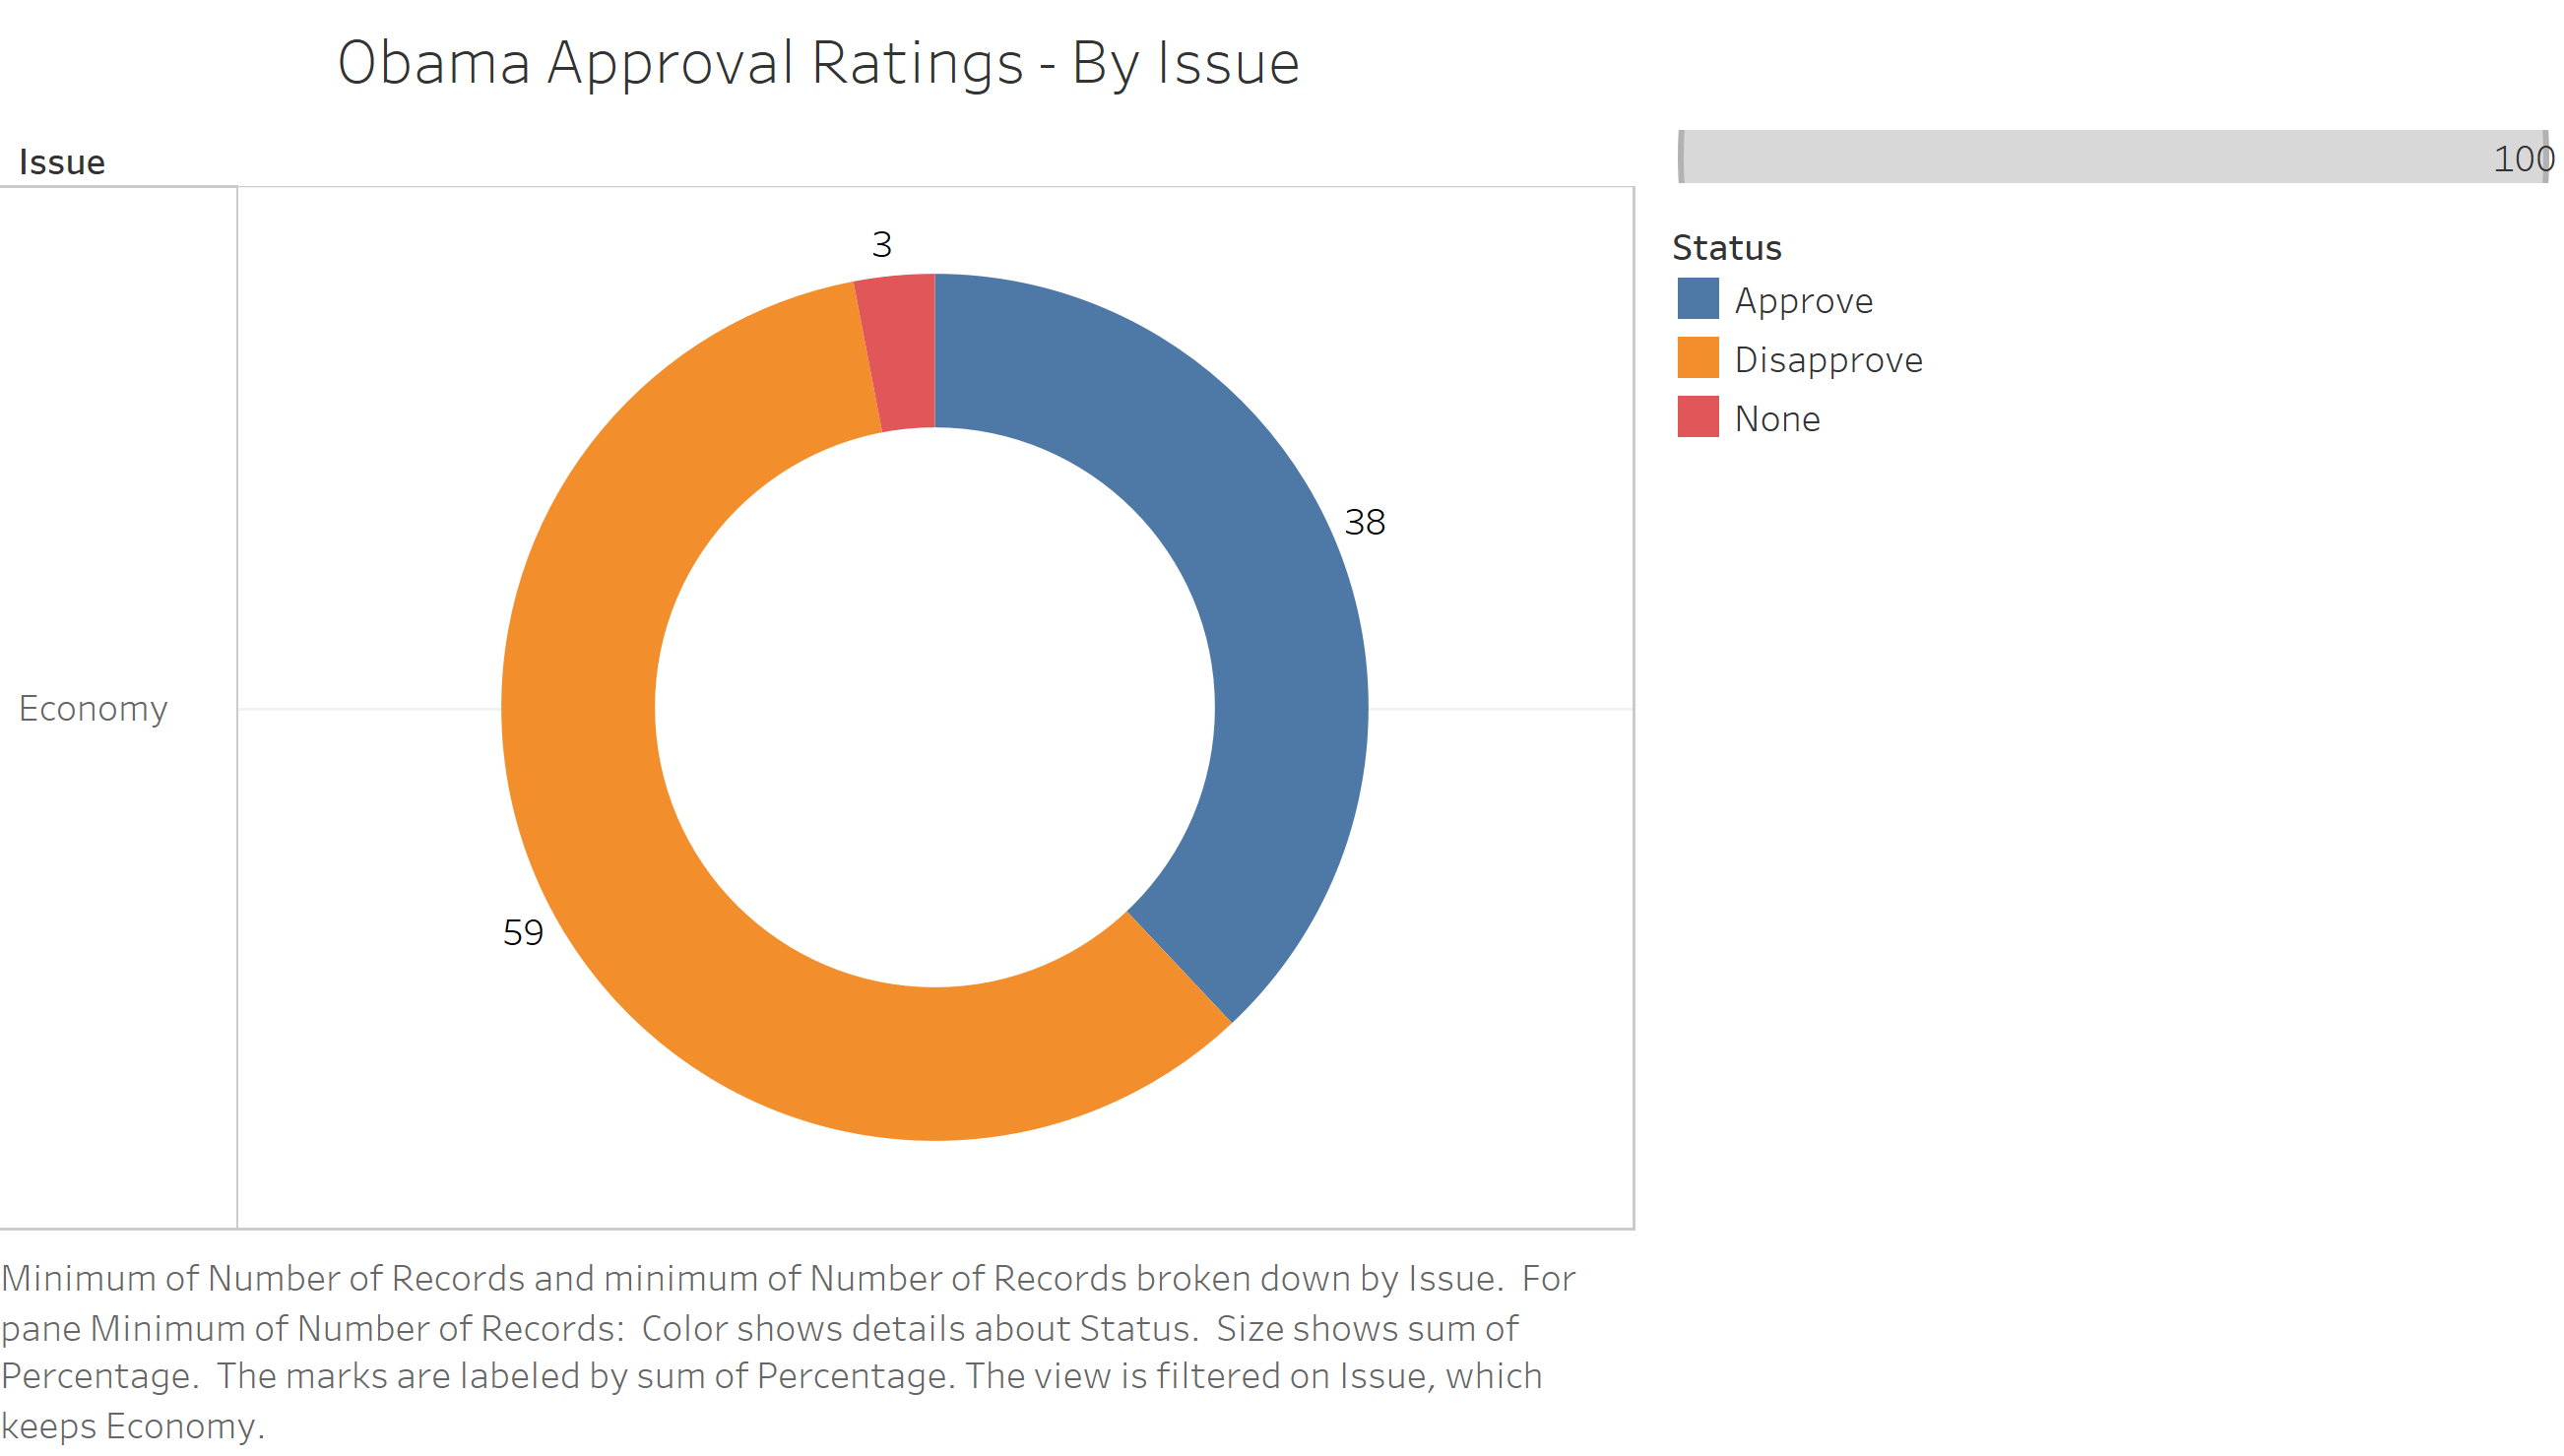 Obama Approval Ratings - By Issue
Issue
100
Status
Approve
Disapprove
None
3
38
Economy
59
Minimum of Number of Records and minimum of Number of Records broken down by Issue.  For
pane Minimum of Number of Records:  Color shows details about Status.  Size shows sum of
Percentage.  The marks are labeled by sum of Percentage. The view is filtered on Issue, which
keeps Economy.